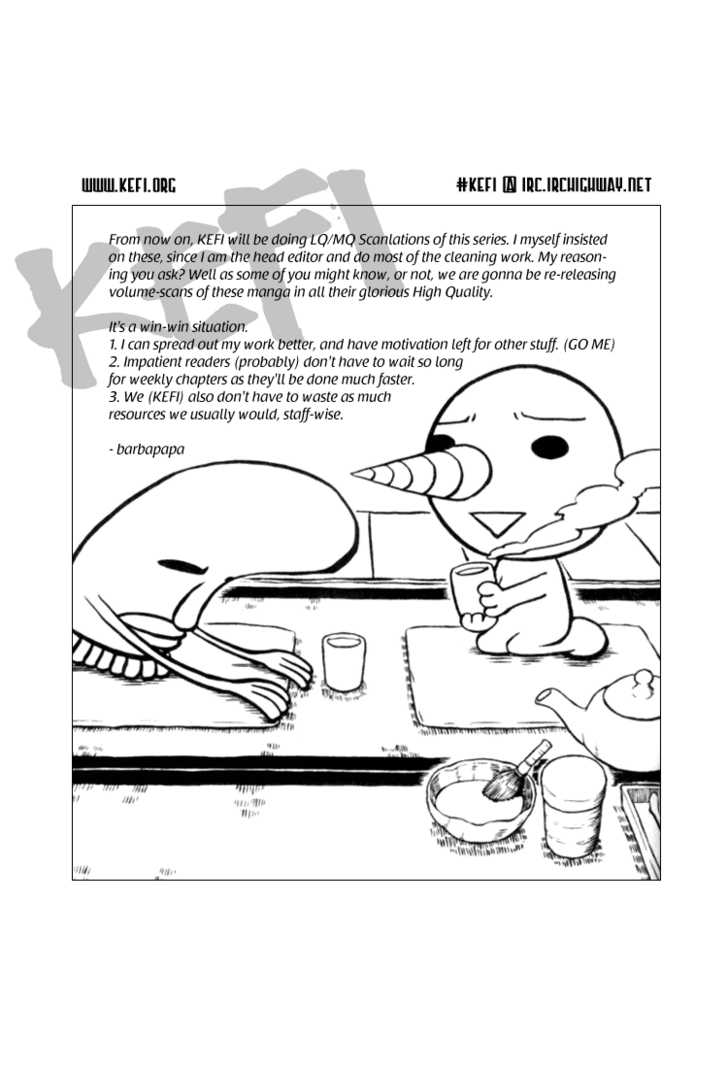 WWW.KEFI.ORG
#KEFI @ IRC.IRCHIGHWAY.NET
KEFI
From now on, KEFI will be doing LQ/MQ Scanlations of this series. I myself insisted
on these, since I am the head editor and do most of the cleaning work. My reason-
ing you ask? Well as some of you might know, or not, we are gonna be re-releasing
volume-scans of these manga in all their glorious High Quality.
It's a win-win situation.
1. I can spread out my work better, and have motivation left for other stuff. (GO ME)
2. Impatient readers (probably) don't have to wait so long
for weekly chapters as they'll be done much faster.
3. We (KEFI) also don't have to waste as much
resources we usually would, staff-wise.
- barbapapa